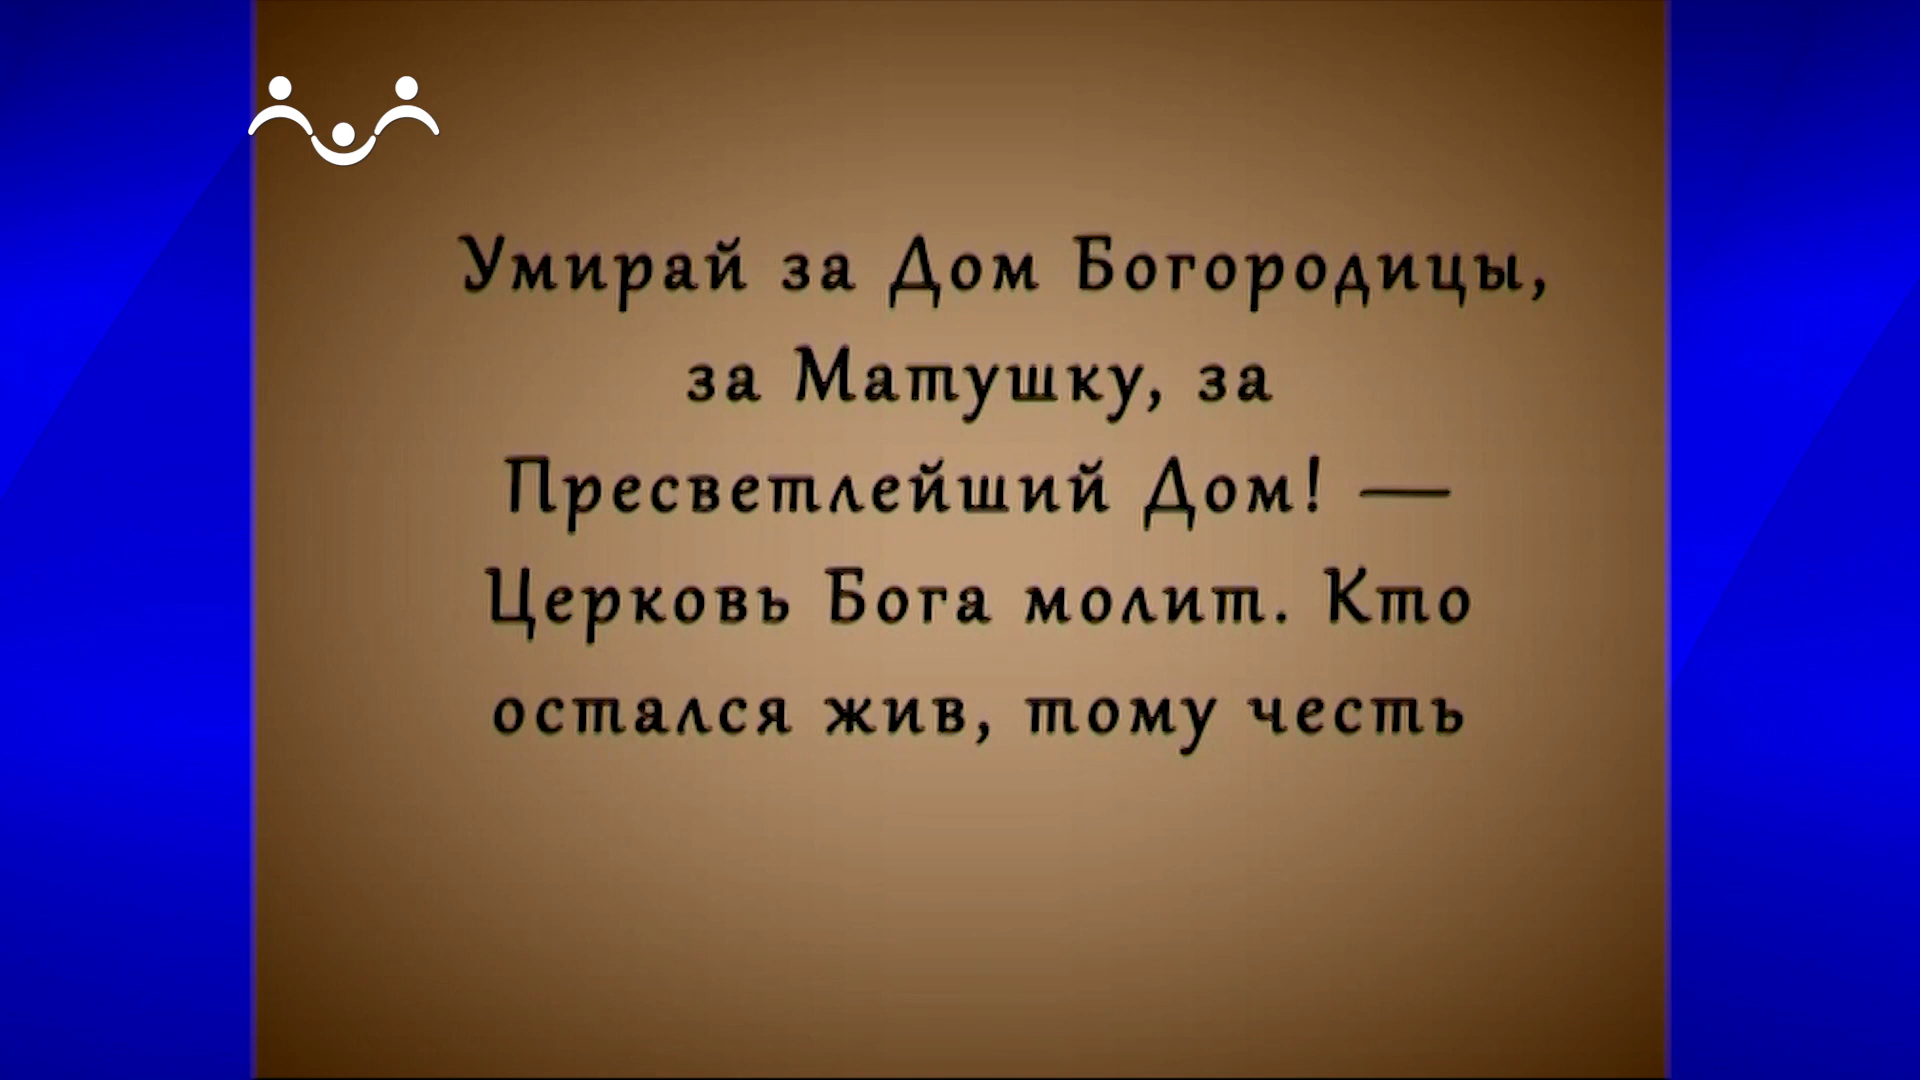 Умирай за Дом Богородицы,
за Матушку, за
Пресветлейший Дом! —
Церковь Бога молит. Кто
остался жив, тому честь